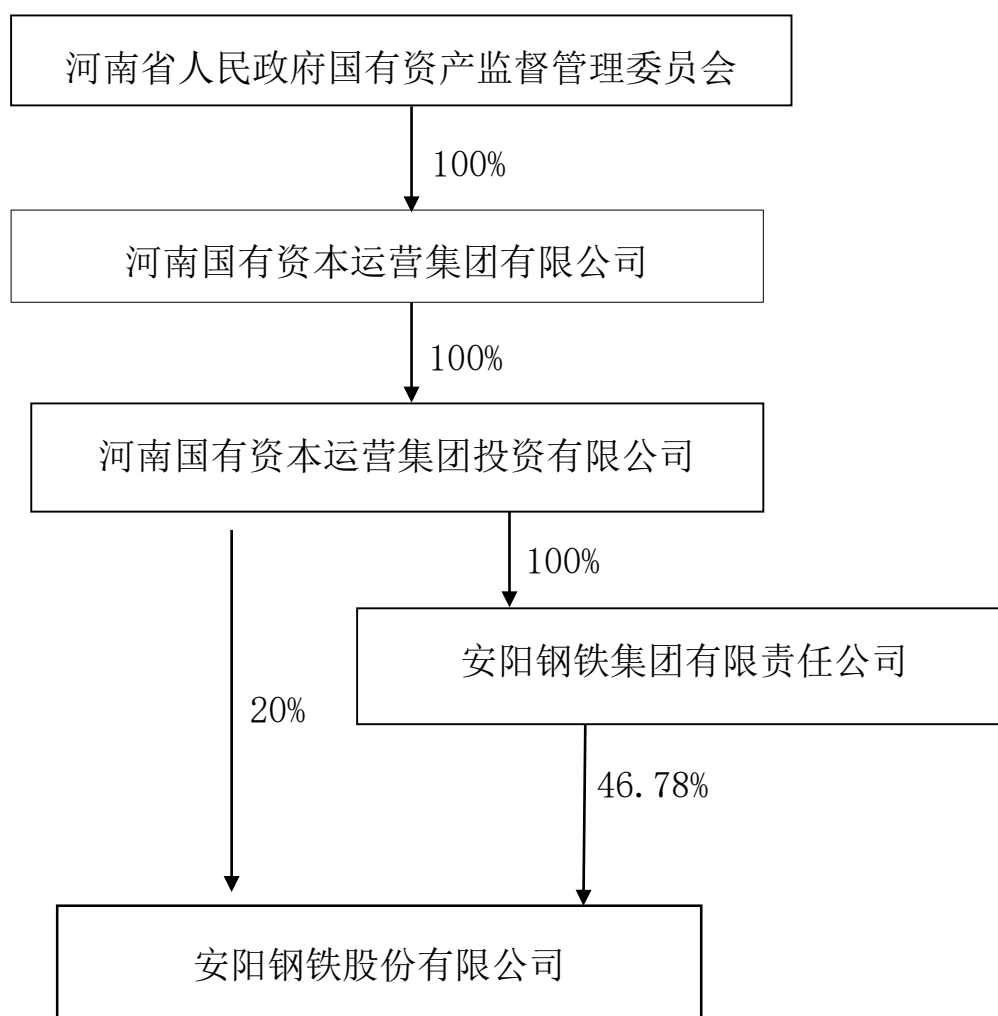 河南省人民政府国有资产监督管理委员会
100%
河南国有资本运营集团有限公司
100%
河南国有资本运营集团投资有限公司
100%
安阳钢铁集团有限责任公司
20%
46.78%
安阳钢铁股份有限公司